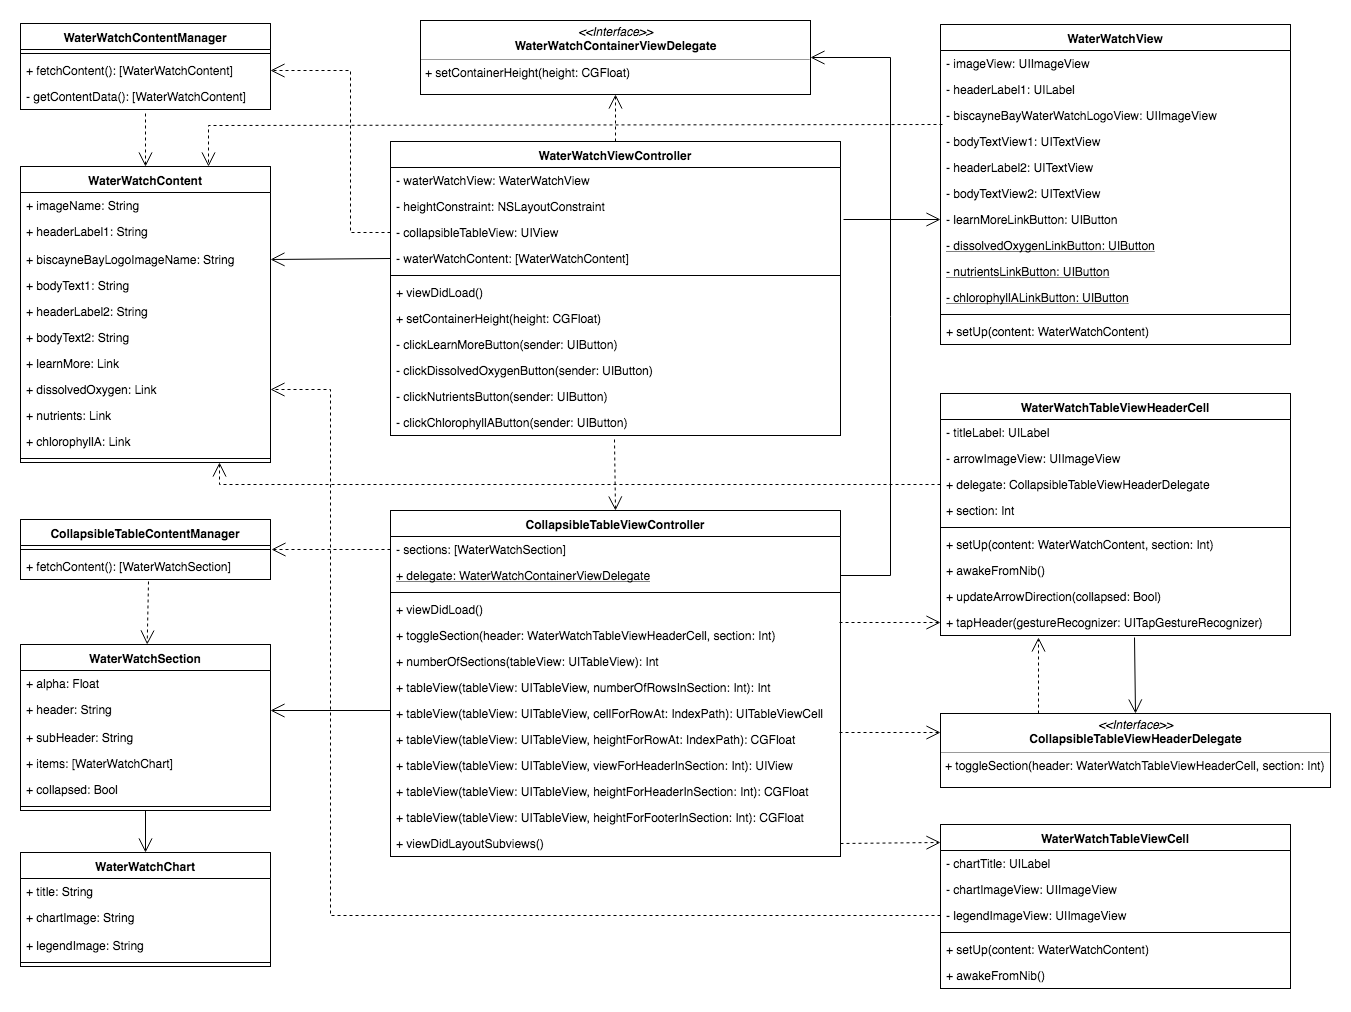 WaterWatchContentManager
+ fetchContent(): [WaterWatchContent]
- getContentData(): [WaterWatchContent]
<<Interface>>
WaterWatchContainerViewDelegate
+ setContainerHeight(height: CGFloat)
WaterWatchView
- imageView: UIImageView
- headerLabel1: UILabel
- biscayneBayWaterWatchLogoView: UIImageView
- bodyTextView1: UITextView
- headerLabel2: UITextView
- bodyTextView2: UITextView
- learnMoreLinkButton: UIButton
- dissolvedOxygenLinkButton: UIButton
- nutrientsLinkButton: UIButton
- chlorophyllALinkButton: UIButton
+ setUp(content: WaterWatchContent)
WaterWatchContent
+ imageName: String
+ headerLabel1: String
+ biscayneBayLogoImageName: String
+ bodyText1: String
+ headerLabel2: String
+ bodyText2: String
+ learnMore: Link
+ dissolvedOxygen: Link
+ nutrients: Link
+ chlorophyllA: Link
WaterWatchViewController
- waterWatchView: WaterWatchView
- heightConstraint: NSLayoutConstraint
- collapsibleTableView: UIView
- waterWatchContent: [WaterWatchContent]
+ viewDidLoad()
+ setContainerHeight(height: CGFloat)
- clickLearnMoreButton(sender: UIButton)
- clickDissolvedOxygenButton(sender: UIButton)
- clickNutrientsButton(sender: UIButton)
- clickChlorophyllAButton(sender: UIButton)
WaterWatchTableViewHeaderCell
- titleLabel: UILabel
- arrowImageView: UIImageView
+ delegate: CollapsibleTableViewHeaderDelegate
+ section: Int
+ setUp(content: WaterWatchContent, section: Int)
+ awakeFromNib()
+ updateArrowDirection(collapsed: Bool)
+ tapHeader(gestureRecognizer: UITapGestureRecognizer)
CollapsibleTableContentManager
+ fetchContent(): [WaterWatchSection]
CollapsibleTableViewController
- sections: [WaterWatchSection]
+ delegate: WaterWatchContainerViewDelegate
+ viewDidLoad()
+ toggleSection(header: WaterWatchTableViewHeaderCell, section: Int)
+ numberOfSections(tableView: UITableView): Int
+ tableView(tableView: UITableView, numberOfRowsInSection: Int): Int
+ tableView(tableView: UITableView, cellForRowAt: IndexPath): UITableViewCell
+ tableView(tableView: UITableView, heightForRowAt: IndexPath): CGFloat
+ tableView(tableView: UITableView, viewForHeaderInSection: Int): UIView
+ tableView(tableView: UITableView, heightForHeaderInSection: Int): CGFloat
+ tableView(tableView: UITableView, heightForFooterInSection: Int): CGFloat
+ viewDidLayoutSubviews()
WaterWatchSection
+ alpha: Float
+ header: String
+ subHeader: String
+ items: [WaterWatchChart]
+ collapsed: Bool
<<Interface>>
CollapsibleTableViewHeaderDelegate
+ toggleSection(header: WaterWatchTableViewHeaderCell, section: Int)
WaterWatchChart
+ title: String
+ chartImage: String
+ legendImage: String
WaterWatchTableViewCell
- chartTitle: UILabel
- chartImageView: UIImageView
- legendImageView: UIImageView
+ setUp(content: WaterWatchContent)
+ awakeFromNib()